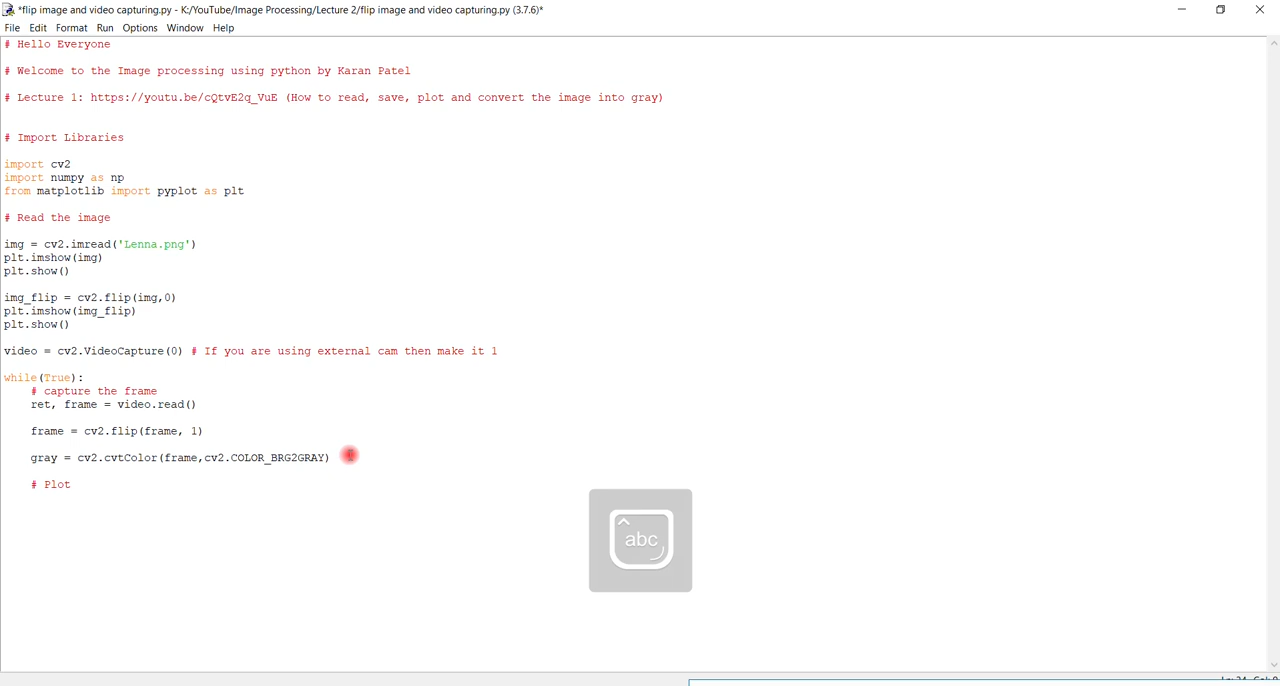 *flip image and video capturing.py - K:/YouTube/Image Processing/Lecture 2/flip image and video capturing.py (3.7.6)*
File Edit Format Run Options Window Help
# Hello Everyone
# Welcome to the Image processing using python by Karan Patel
# Lecture 1: https://youtu.be/cQtvE2q_VuE (How to read, save, plot and convert the image into gray)
# Import Libraries
import cv2
import numpy as np
from matplotlib import pyplot as plt
# Read the image
img = cv2.imread('Lenna.png')
plt.imshow(img)
plt.show()
img_flip = cv2.flip(img,0)
plt.imshow(img_flip)
plt.show()
video = cv2.VideoCapture(0) # If you are using external cam then make it 1
while(True):
# capture the frame
ret, frame = video.read()
frame = cv2.flip(frame, 1)
gray = cv2.cvtColor(frame,cv2.COLOR_BRG2GRAY)
# Plot
abc